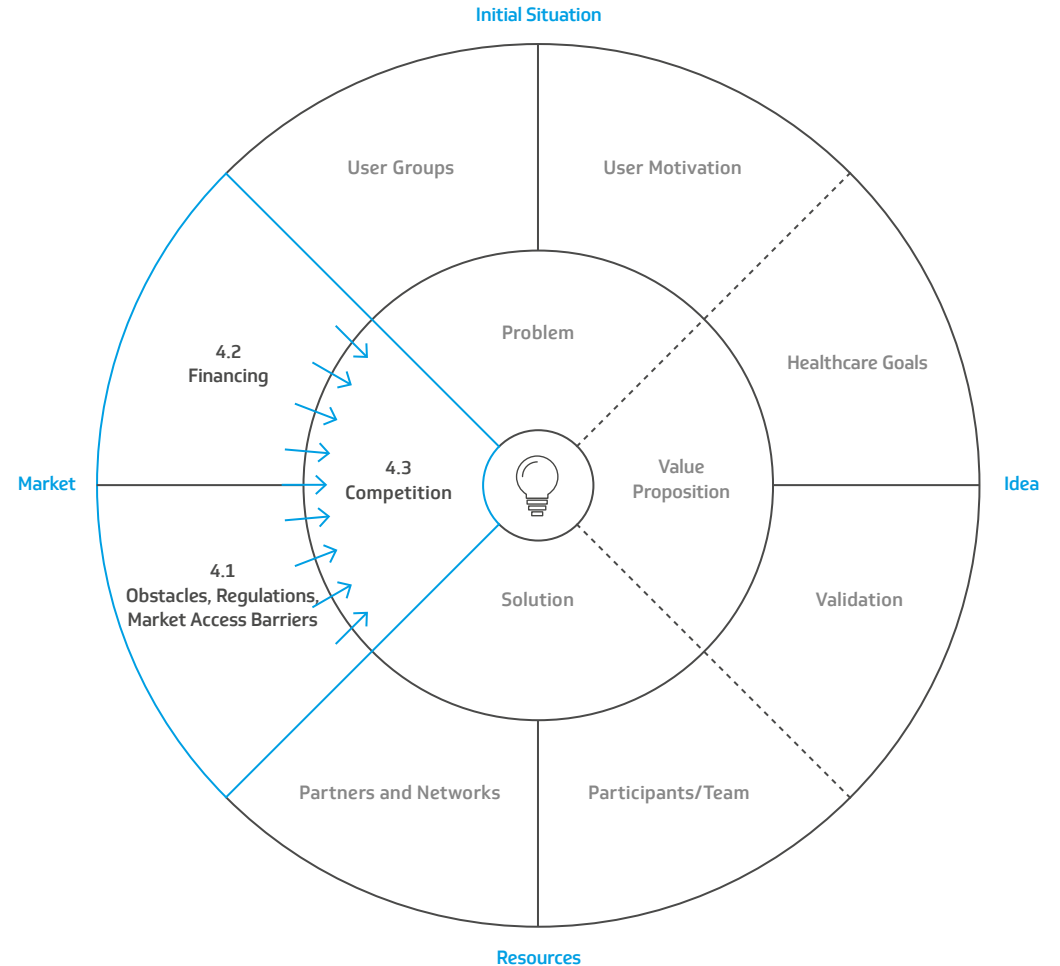 Initial Situation
User Groups
User Motivation
Problem
4.2
Financing
Healthcare Goals
Market
4.3
Competition
Value
Proposition
Idea
4.1
Obstacles, Regulations,
Market Access Barriers
Solution
Validation
Partners and Networks
Participants/Team
Resources